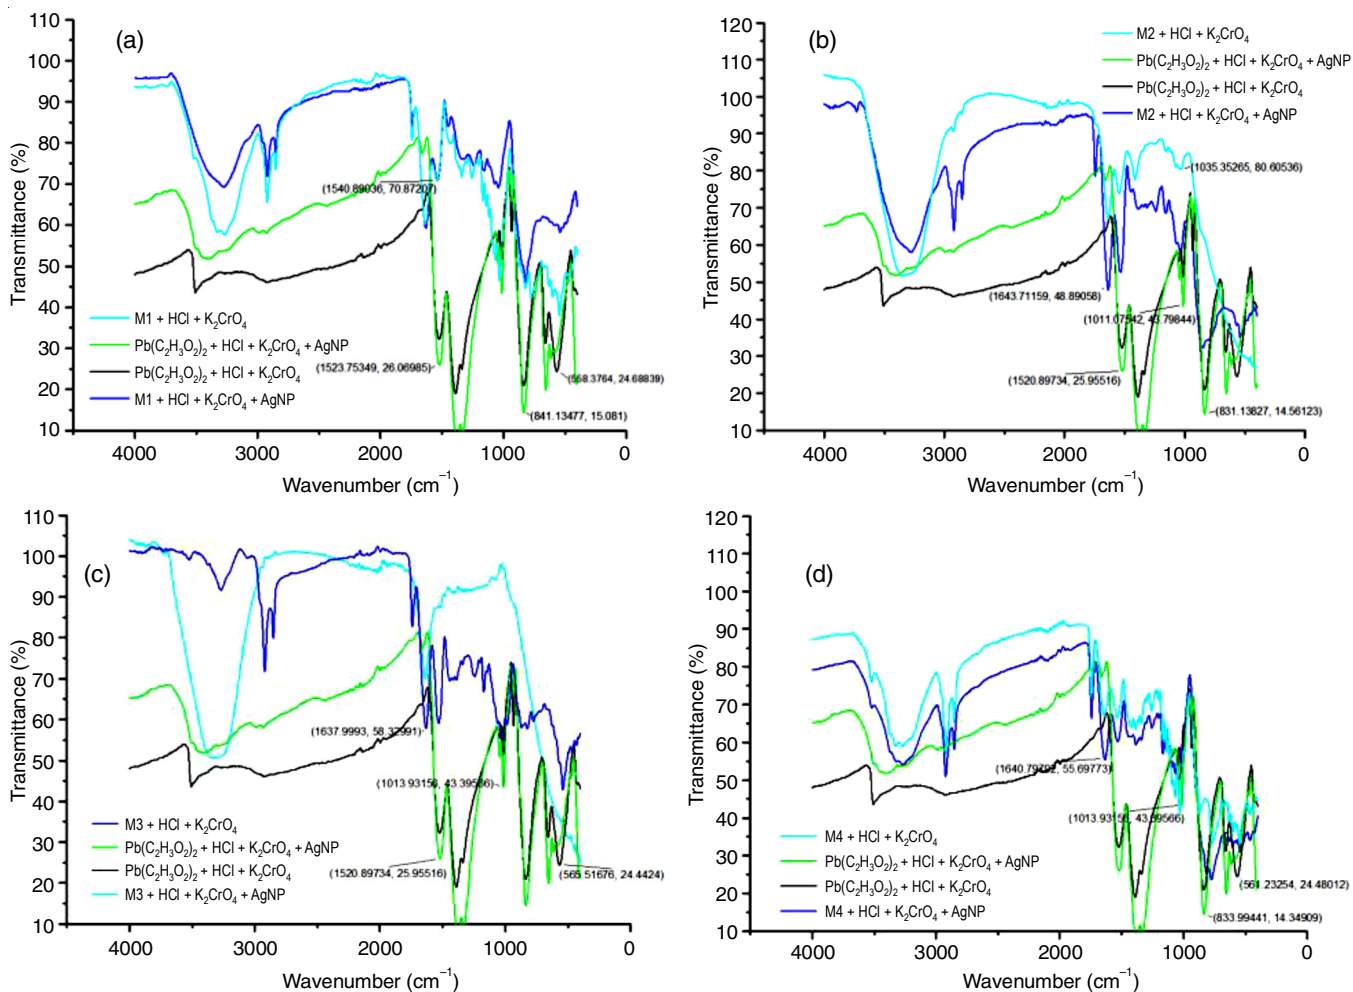 (a)
110
100
90
80
70
60
50
40
30
20
10
Transmittance (%)
(1540.89036, 70.87207)
(1523.75349, 26.06985)
(558.3764, 24.68839)
(841.13477, 15.081)
M1 + HCl + K₂CrO₄
Pb(C₂H₃O₂)₂ + HCl + K₂CrO₄ + AgNP
Pb(C₂H₃O₂)₂ + HCl + K₂CrO₄
M1 + HCl + K₂CrO₄ + AgNP
4000 3000 2000 1000 0
Wavenumber (cm⁻¹)
(b)
120
110
100
90
80
70
60
50
40
30
20
10
Transmittance (%)
M2 + HCl + K₂CrO₄
Pb(C₂H₃O₂)₂ + HCl + K₂CrO₄ + AgNP
Pb(C₂H₃O₂)₂ + HCl + K₂CrO₄
M2 + HCl + K₂CrO₄ + AgNP
(1035.35265, 80.60536)
(1643.71159, 48.89058)
(1011.07542, 43.79844)
(1520.89734, 25.95516)
(831.13827, 14.56123)
4000 3000 2000 1000 0
Wavenumber (cm⁻¹)
(c)
110
100
90
80
70
60
50
40
30
20
10
Transmittance (%)
(1637.9993, 58.32991)
(1013.93156, 43.39566)
(1520.89734, 25.95516)
(565.51676, 24.4424)
M3 + HCl + K₂CrO₄
Pb(C₂H₃O₂)₂ + HCl + K₂CrO₄ + AgNP
Pb(C₂H₃O₂)₂ + HCl + K₂CrO₄
M3 + HCl + K₂CrO₄ + AgNP
4000 3000 2000 1000 0
Wavenumber (cm⁻¹)
(d)
120
110
100
90
80
70
60
50
40
30
20
10
Transmittance (%)
(1640.79792, 55.69773)
(1013.93156, 43.39566)
(561.23254, 24.48012)
(833.99441, 14.34909)
M4 + HCl + K₂CrO₄
Pb(C₂H₃O₂)₂ + HCl + K₂CrO₄ + AgNP
Pb(C₂H₃O₂)₂ + HCl + K₂CrO₄
M4 + HCl + K₂CrO₄ + AgNP
4000 3000 2000 1000 0
Wavenumber (cm⁻¹)